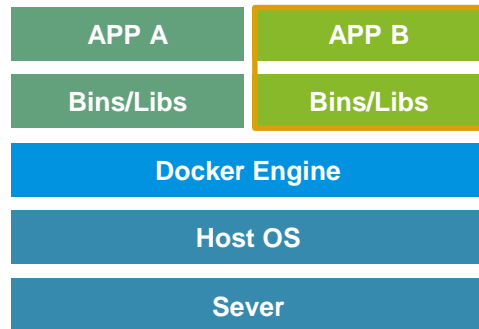 APP A
APP B
Bins/Libs
Bins/Libs
Docker Engine
Host OS
Sever